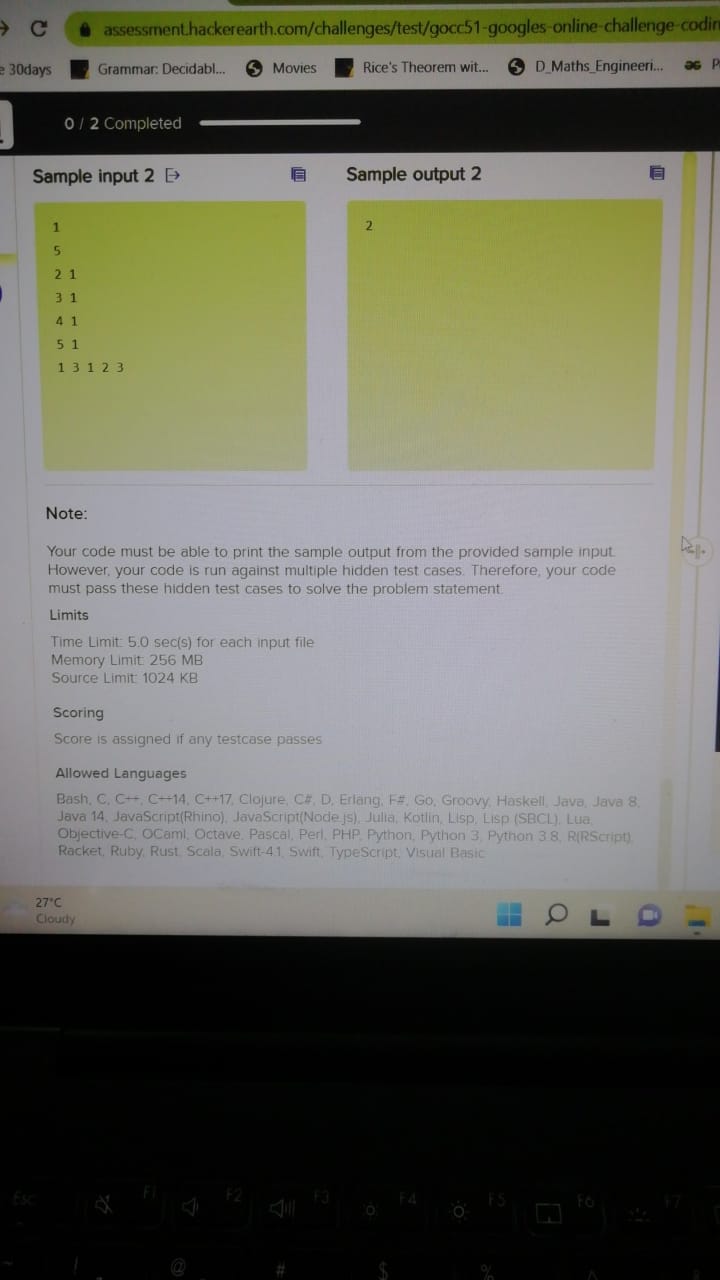 assessment.hackerearth.com/challenges/test/gocc51-googles-online-challenge-codin
e 30days Grammar: Decidabl... Movies Rice's Theorem wit... D_Maths_Engineeri... P
0 / 2 Completed
Sample input 2 Sample output 2
1
5
2 1
3 1
4 1
5 1
1 3 1 2 3
2
Note:
Your code must be able to print the sample output from the provided sample input.
However, your code is run against multiple hidden test cases. Therefore, your code
must pass these hidden test cases to solve the problem statement.
Limits
Time Limit: 5.0 sec(s) for each input file
Memory Limit: 256 MB
Source Limit: 1024 KB
Scoring
Score is assigned if any testcase passes
Allowed Languages
Bash, C, C++, C++14, C++17, Clojure, C#, D, Erlang, F#, Go, Groovy, Haskell, Java, Java 8,
Java 14, JavaScript(Rhino), JavaScript(Node.js), Julia, Kotlin, Lisp, Lisp (SBCL), Lua,
Objective-C, OCaml, Octave, Pascal, Perl, PHP, Python, Python 3, Python 3.8, R(RScript),
Racket, Ruby, Rust, Scala, Swift-4.1, Swift, TypeScript, Visual Basic
27°C
Cloudy
Esc F1 F2 F3 F4 F5 F6 F7
~ ! @ # $ % ^